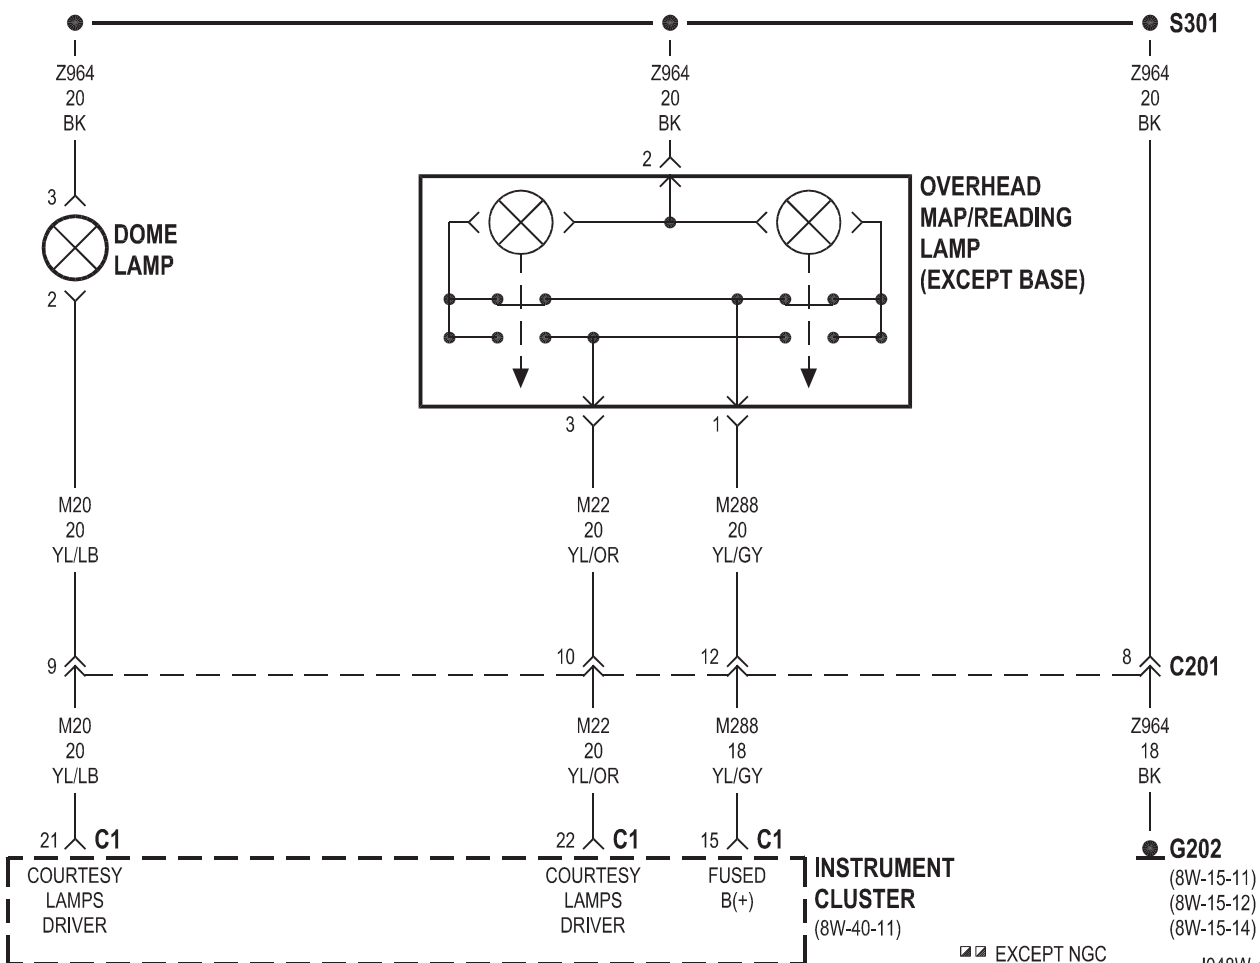 S301
Z964
20
BK
Z964
20
BK
Z964
20
BK
3
DOME
LAMP
2
2
OVERHEAD
MAP/READING
LAMP
(EXCEPT BASE)
3
1
M20
20
YL/LB
M22
20
YL/OR
M288
20
YL/GY
9
10
12
8
C201
M20
20
YL/LB
M22
20
YL/OR
M288
18
YL/GY
Z964
18
BK
21
C1
22
C1
15
C1
COURTESY
LAMPS
DRIVER
COURTESY
LAMPS
DRIVER
FUSED
B(+)
INSTRUMENT
CLUSTER
(8W-40-11)
G202
(8W-15-11)
(8W-15-12)
(8W-15-14)
EXCEPT NGC